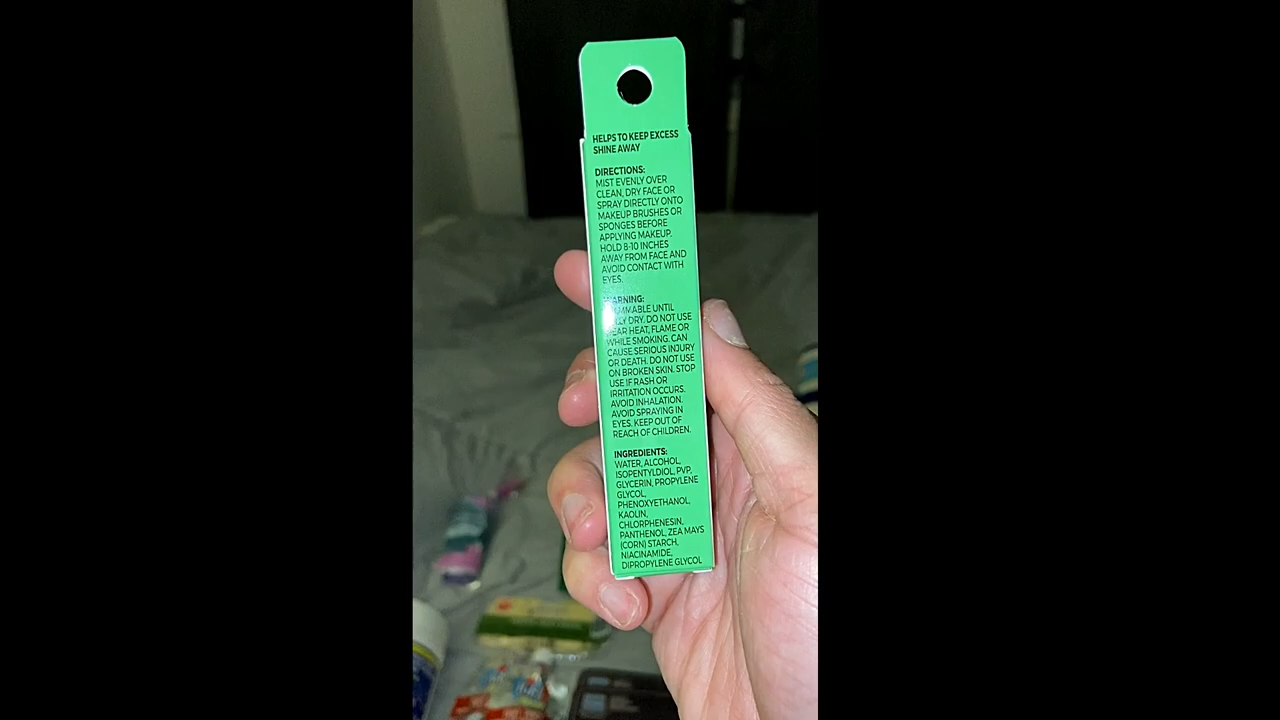 HELPS TO KEEP EXCESS
SHINE AWAY
DIRECTIONS:
MIST EVENLY OVER
CLEAN, DRY FACE OR
SPRAY DIRECTLY ONTO
MAKEUP BRUSHES OR
SPONGES BEFORE
APPLYING MAKEUP.
HOLD 8-10 INCHES
AWAY FROM FACE AND
AVOID CONTACT WITH
EYES.
WARNING:
FLAMMABLE UNTIL
FULLY DRY. DO NOT USE
NEAR HEAT, FLAME OR
WHILE SMOKING. CAN
CAUSE SERIOUS INJURY
OR DEATH. DO NOT USE
ON BROKEN SKIN. STOP
USE IF RASH OR
IRRITATION OCCURS.
AVOID INHALATION.
AVOID SPRAYING IN
EYES. KEEP OUT OF
REACH OF CHILDREN.
INGREDIENTS:
WATER, ALCOHOL,
ISOPENTYLDIOL, PVP,
GLYCERIN, PROPYLENE
GLYCOL,
PHENOXYETHANOL,
KAOLIN,
CHLORPHENESIN,
PANTHENOL, ZEA MAYS
(CORN) STARCH,
NIACINAMIDE,
DIPROPYLENE GLYCOL